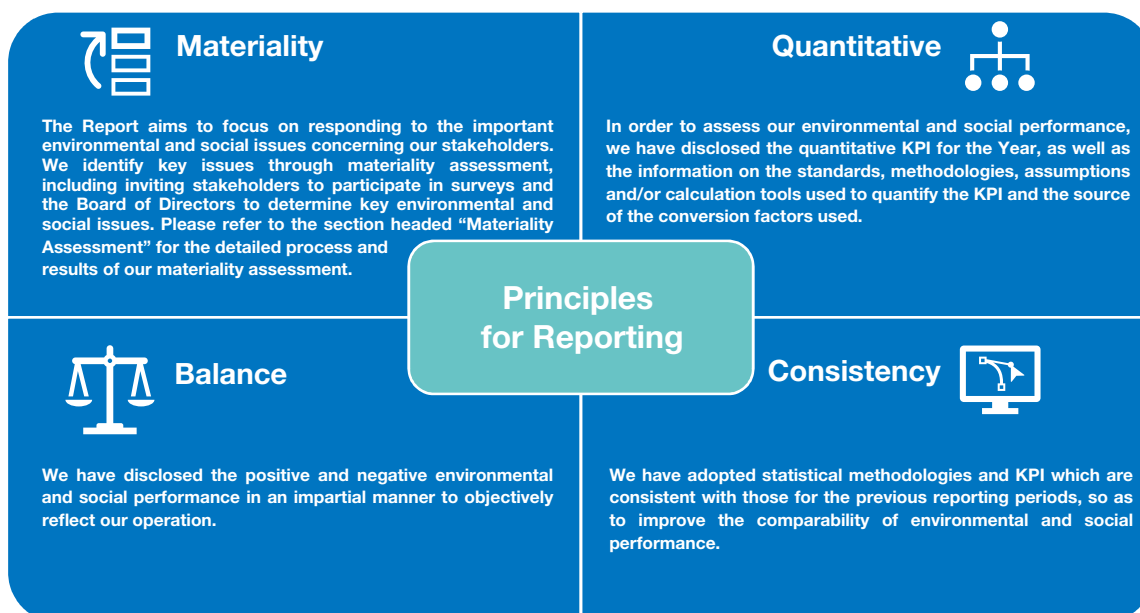 Materiality
The Report aims to focus on responding to the important
environmental and social issues concerning our stakeholders.
We identify key issues through materiality assessment,
including inviting stakeholders to participate in surveys and
the Board of Directors to determine key environmental and
social issues. Please refer to the section headed “Materiality
Assessment” for the detailed process and
results of our materiality assessment.
Quantitative
In order to assess our environmental and social performance,
we have disclosed the quantitative KPI for the Year, as well as
the information on the standards, methodologies, assumptions
and/or calculation tools used to quantify the KPI and the source
of the conversion factors used.
Principles
for Reporting
Balance
We have disclosed the positive and negative environmental
and social performance in an impartial manner to objectively
reflect our operation.
Consistency
We have adopted statistical methodologies and KPI which are
consistent with those for the previous reporting periods, so as
to improve the comparability of environmental and social
performance.